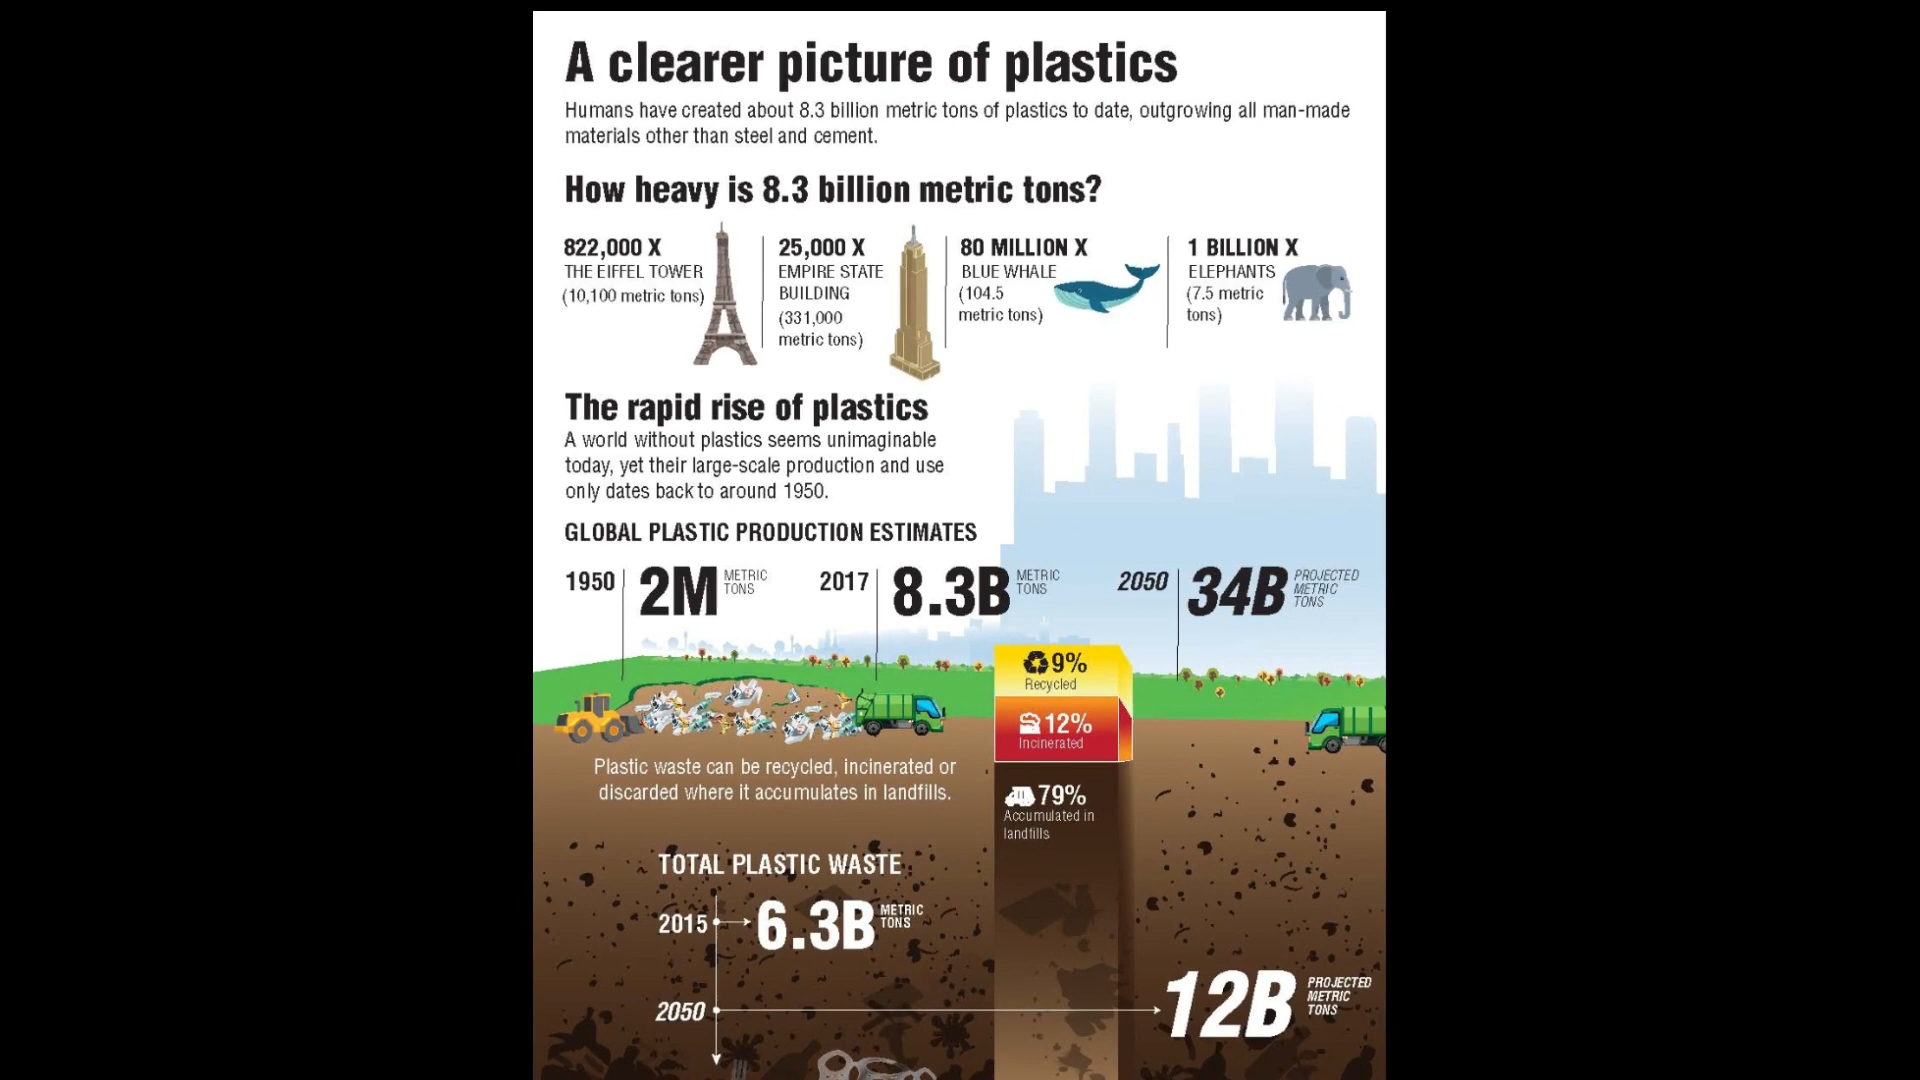 A clearer picture of plastics
Humans have created about 8.3 billion metric tons of plastics to date, outgrowing all man-made
materials other than steel and cement.
How heavy is 8.3 billion metric tons?
822,000 X
THE EIFFEL TOWER
(10,100 metric tons)
25,000 X
EMPIRE STATE
BUILDING
(331,000
metric tons)
80 MILLION X
BLUE WHALE
(104.5
metric tons)
1 BILLION X
ELEPHANTS
(7.5 metric
tons)
The rapid rise of plastics
A world without plastics seems unimaginable
today, yet their large-scale production and use
only dates back to around 1950.
GLOBAL PLASTIC PRODUCTION ESTIMATES
1950
2M
METRIC
TONS
2017
8.3B
METRIC
TONS
2050
34B
PROJECTED
METRIC
TONS
9%
Recycled
12%
Incinerated
Plastic waste can be recycled, incinerated or
discarded where it accumulates in landfills.
79%
Accumulated in
landfills
TOTAL PLASTIC WASTE
2015
6.3B
METRIC
TONS
2050
12B
PROJECTED
METRIC
TONS